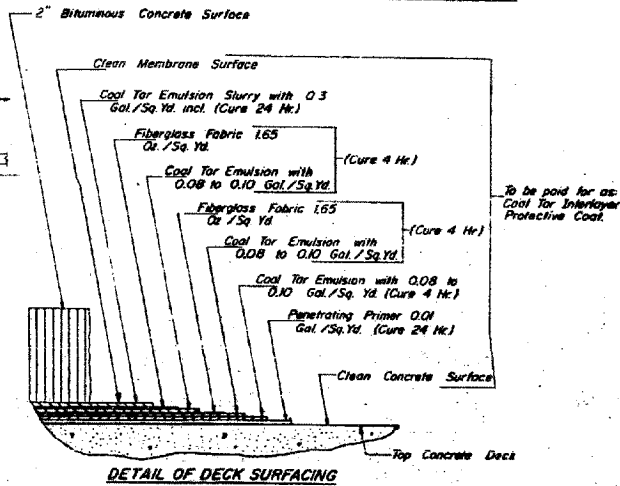 2" Bituminous Concrete Surface
Clean Membrane Surface
Coal Tar Emulsion Slurry with 0.3
Gal./Sq. Yd. incl. (Cure 24 Hr.)
Fiberglass Fabric 1.65
Oz./Sq. Yd.
(Cure 4 Hr.)
Coal Tar Emulsion with
0.08 to 0.10 Gal./Sq. Yd.
To be paid for as:
Coal Tar Interlayer
Protective Coat.
Fiberglass Fabric 1.65
Oz./Sq. Yd.
(Cure 4 Hr.)
Coal Tar Emulsion with
0.08 to 0.10 Gal./Sq. Yd.
Coal Tar Emulsion with 0.08 to
0.10 Gal./Sq. Yd. (Cure 4 Hr.)
Penetrating Primer 0.01
Gal./Sq. Yd. (Cure 24 Hr.)
Clean Concrete Surface
Top Concrete Deck
DETAIL OF DECK SURFACING